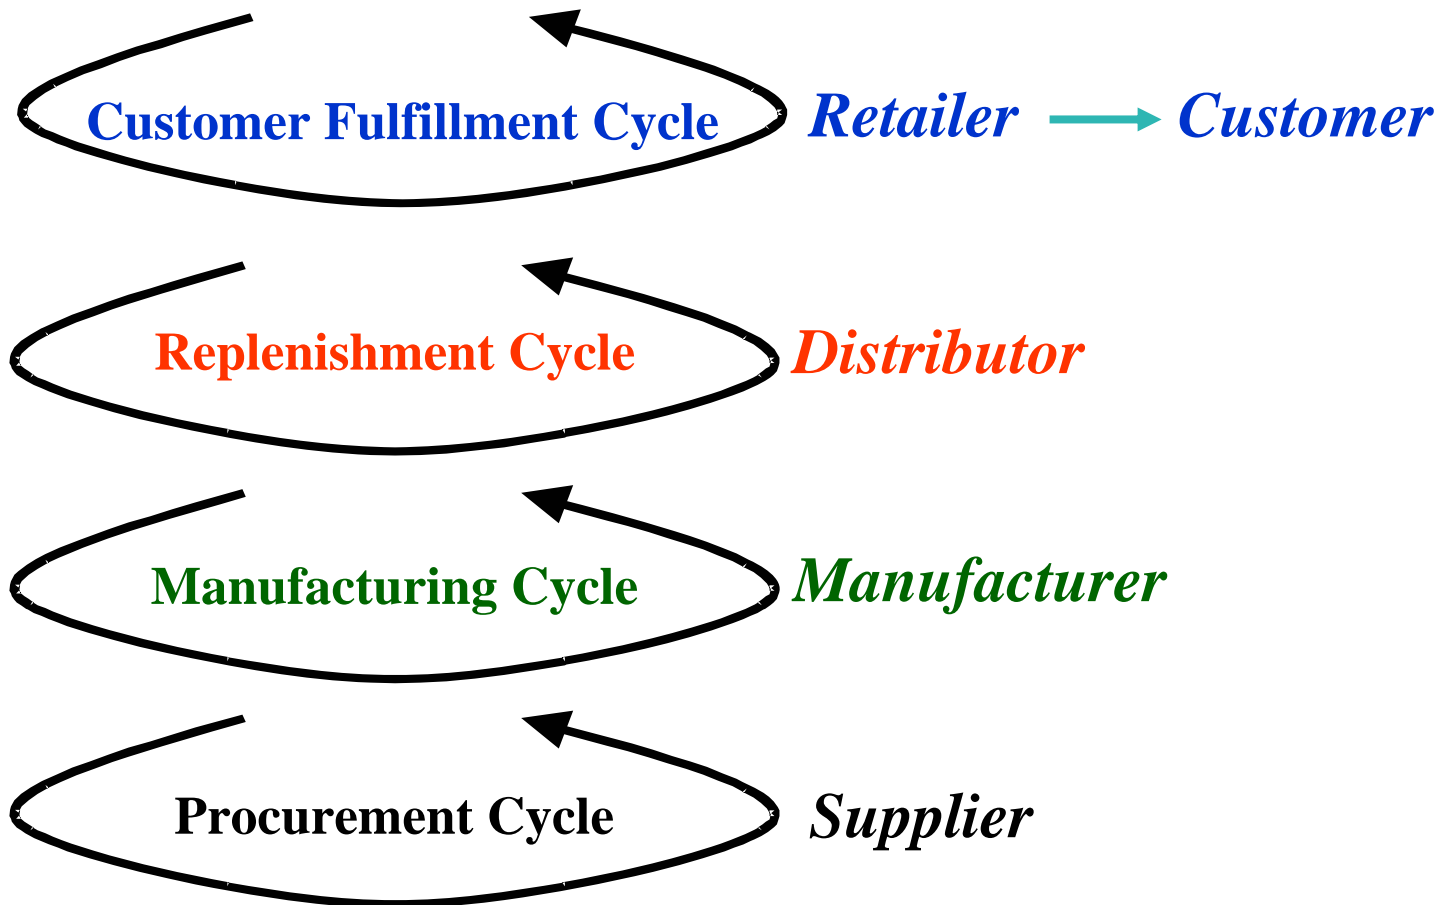 Customer Fulfillment Cycle Retailer Customer
Replenishment Cycle Distributor
Manufacturing Cycle Manufacturer
Procurement Cycle Supplier